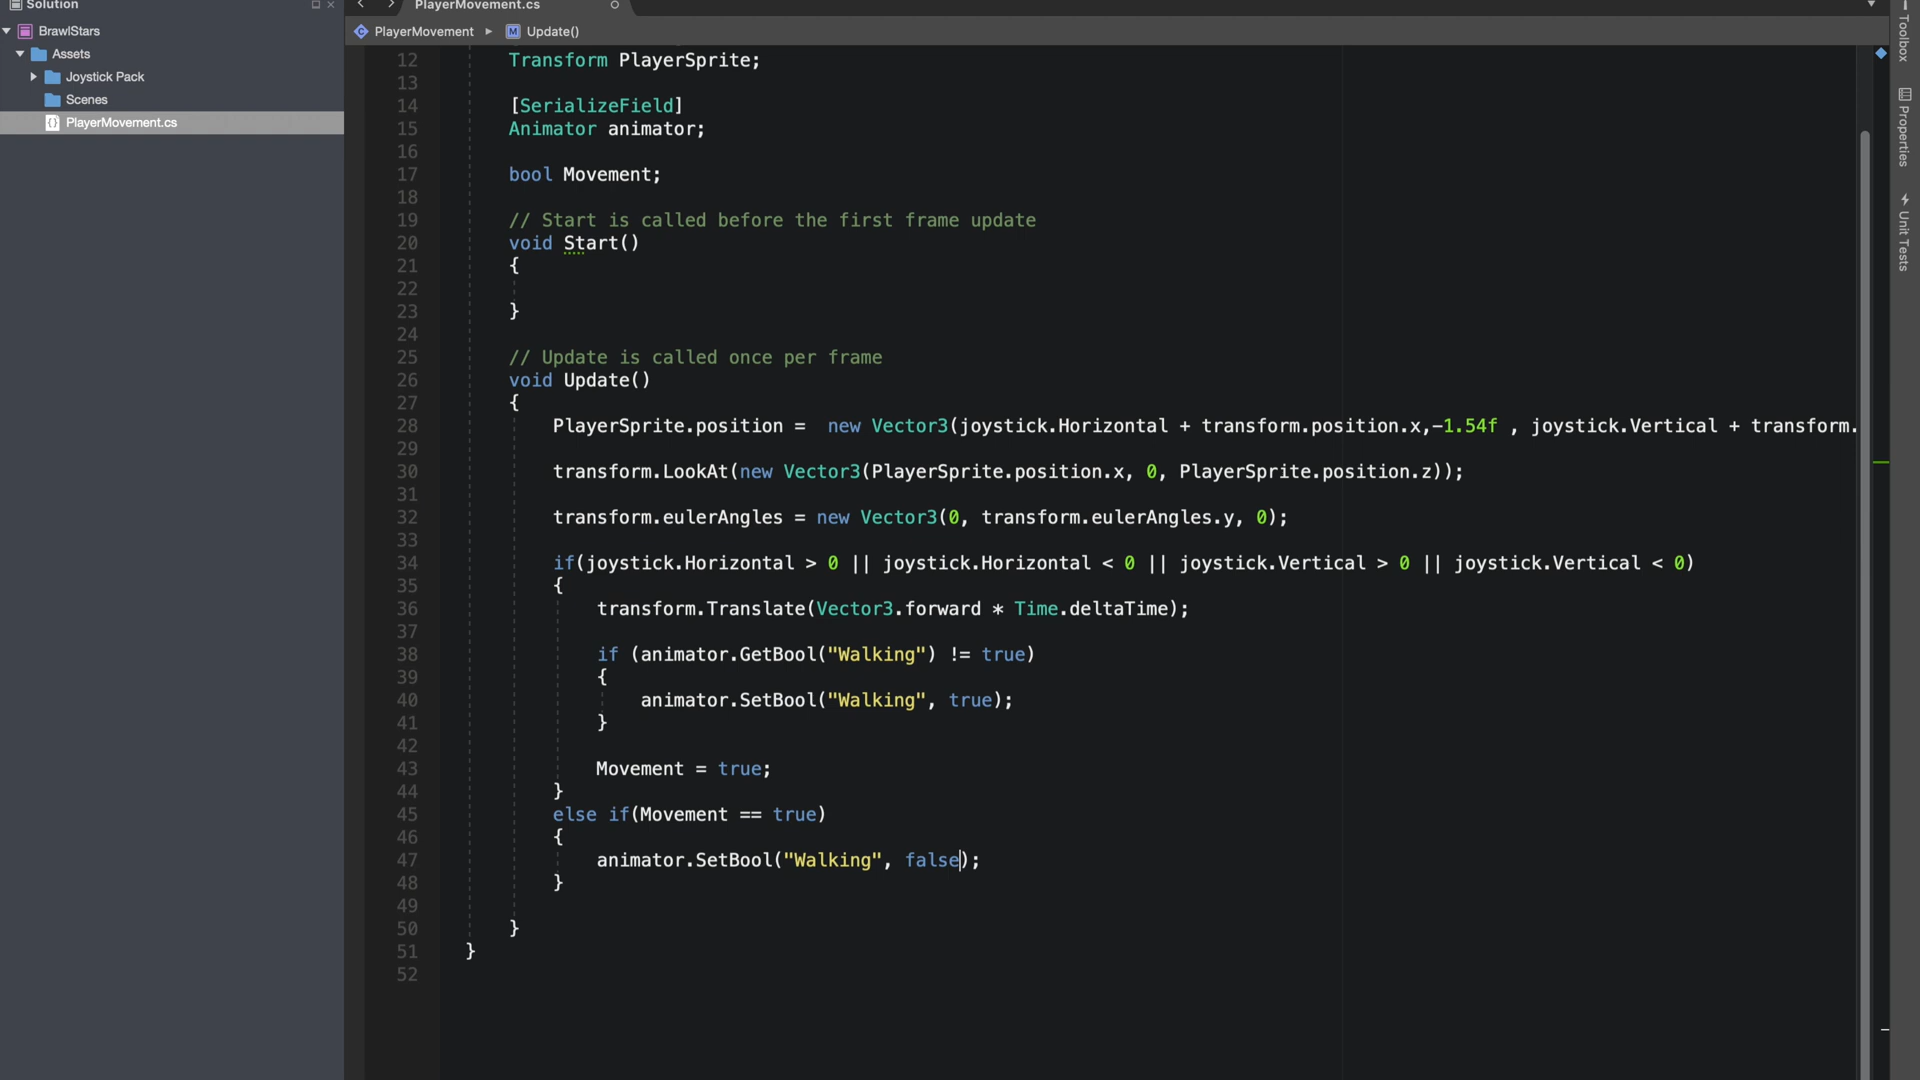 Solution
PlayerMovement.cs
BrawlStars
PlayerMovement ▸ Update()
Assets
Joystick Pack
Scenes
PlayerMovement.cs
12 Transform PlayerSprite;
13
14 [SerializeField]
15 Animator animator;
16
17 bool Movement;
18
19 // Start is called before the first frame update
20 void Start()
21 {
22
23 }
24
25 // Update is called once per frame
26 void Update()
27 {
28 PlayerSprite.position =  new Vector3(joystick.Horizontal + transform.position.x,-1.54f , joystick.Vertical + transform.
29
30 transform.LookAt(new Vector3(PlayerSprite.position.x, 0, PlayerSprite.position.z));
31
32 transform.eulerAngles = new Vector3(0, transform.eulerAngles.y, 0);
33
34 if(joystick.Horizontal > 0 || joystick.Horizontal < 0 || joystick.Vertical > 0 || joystick.Vertical < 0)
35 {
36 transform.Translate(Vector3.forward * Time.deltaTime);
37
38 if (animator.GetBool("Walking") != true)
39 {
40 animator.SetBool("Walking", true);
41 }
42
43 Movement = true;
44 }
45 else if(Movement == true)
46 {
47 animator.SetBool("Walking", false);
48 }
49
50 }
51 }
52
Toolbox
Properties
Unit Tests